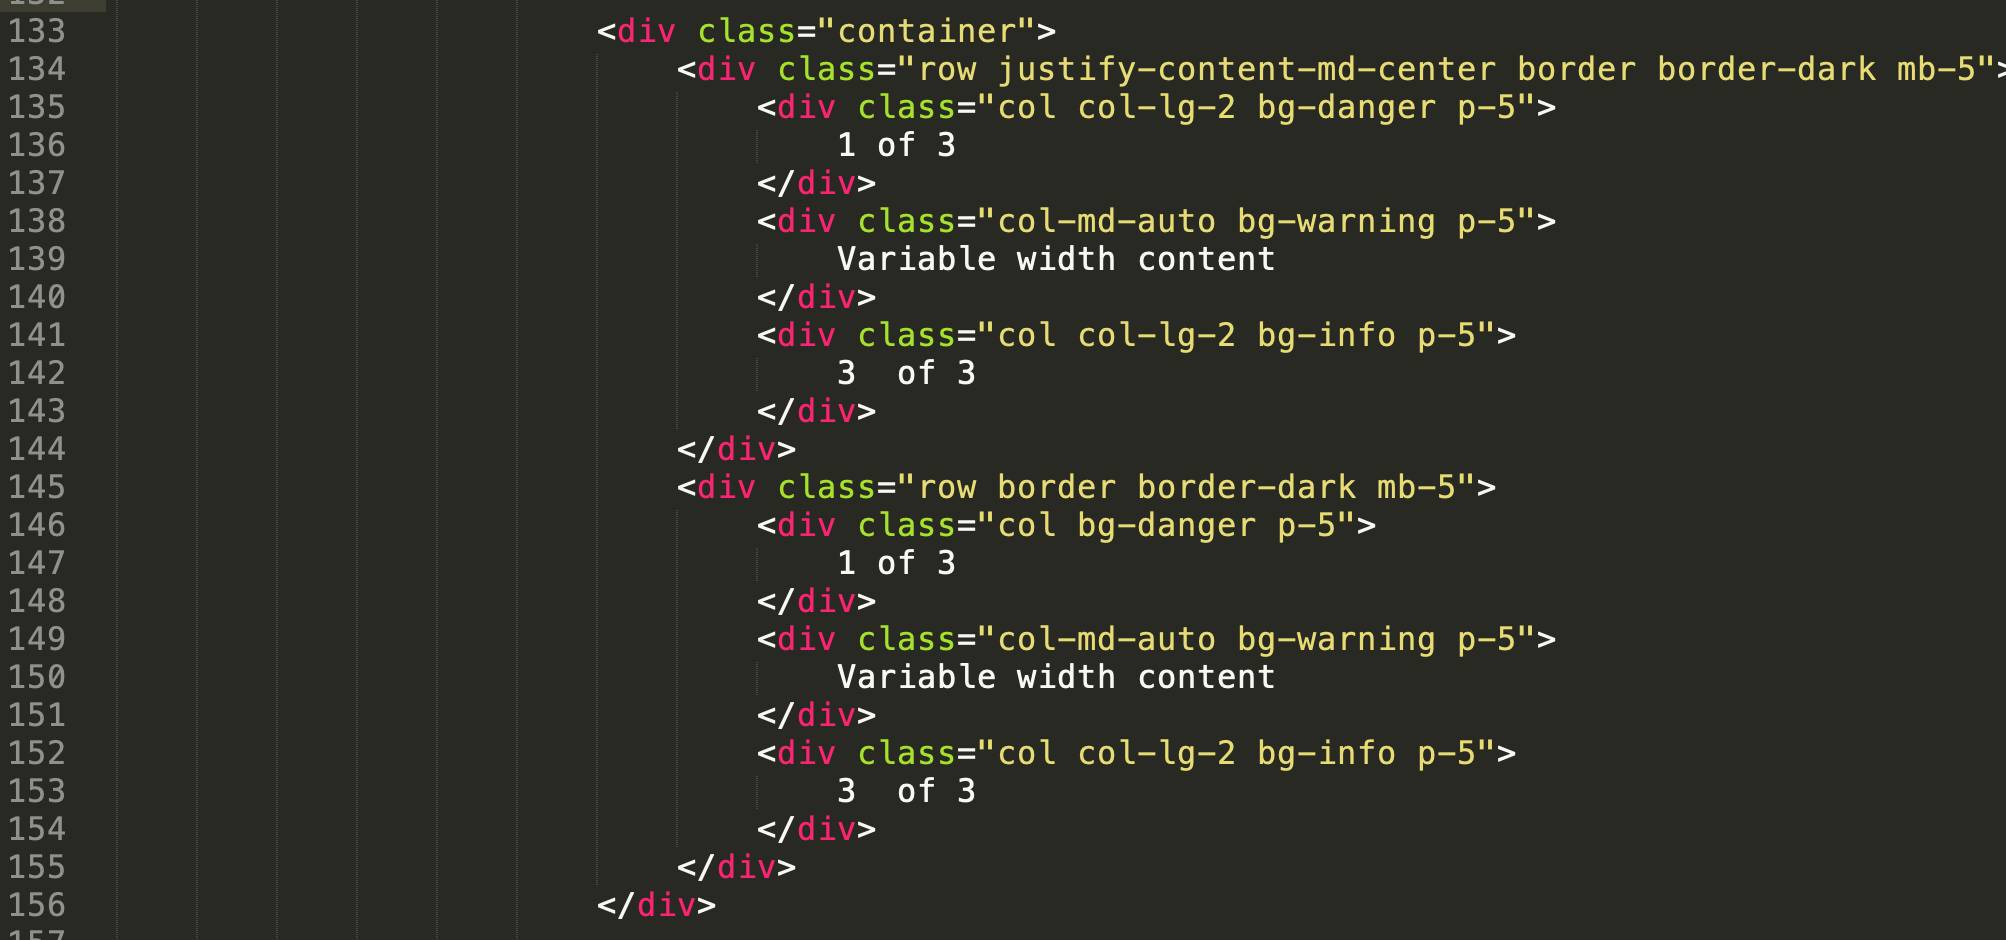 133 <div class="container">
134 <div class="row justify-content-md-center border border-dark mb-5">
135 <div class="col col-lg-2 bg-danger p-5">
136 1 of 3
137 </div>
138 <div class="col-md-auto bg-warning p-5">
139 Variable width content
140 </div>
141 <div class="col col-lg-2 bg-info p-5">
142 3  of 3
143 </div>
144 </div>
145 <div class="row border border-dark mb-5">
146 <div class="col bg-danger p-5">
147 1 of 3
148 </div>
149 <div class="col-md-auto bg-warning p-5">
150 Variable width content
151 </div>
152 <div class="col col-lg-2 bg-info p-5">
153 3  of 3
154 </div>
155 </div>
156 </div>
157